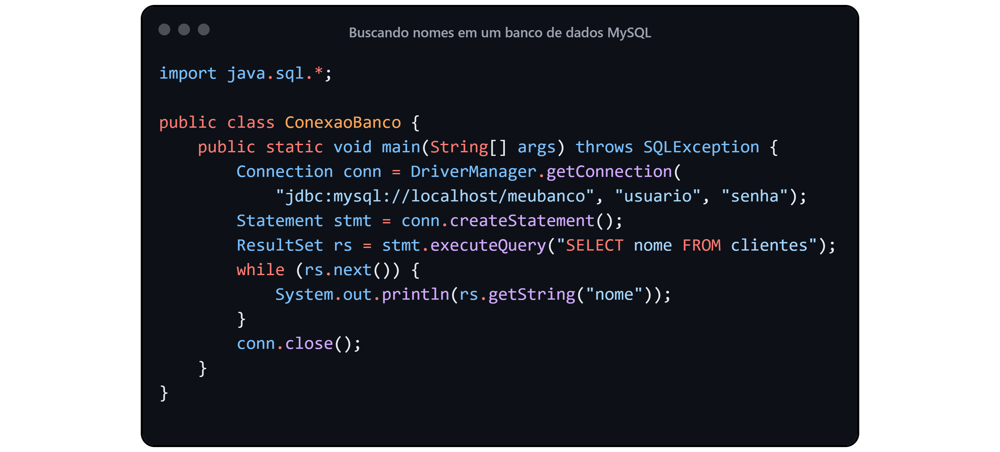 Buscando nomes em um banco de dados MySQL
import java.sql.*;
public class ConexaoBanco {
    public static void main(String[] args) throws SQLException {
        Connection conn = DriverManager.getConnection(
            "jdbc:mysql://localhost/meubanco", "usuario", "senha");
        Statement stmt = conn.createStatement();
        ResultSet rs = stmt.executeQuery("SELECT nome FROM clientes");
        while (rs.next()) {
            System.out.println(rs.getString("nome"));
        }
        conn.close();
    }
}